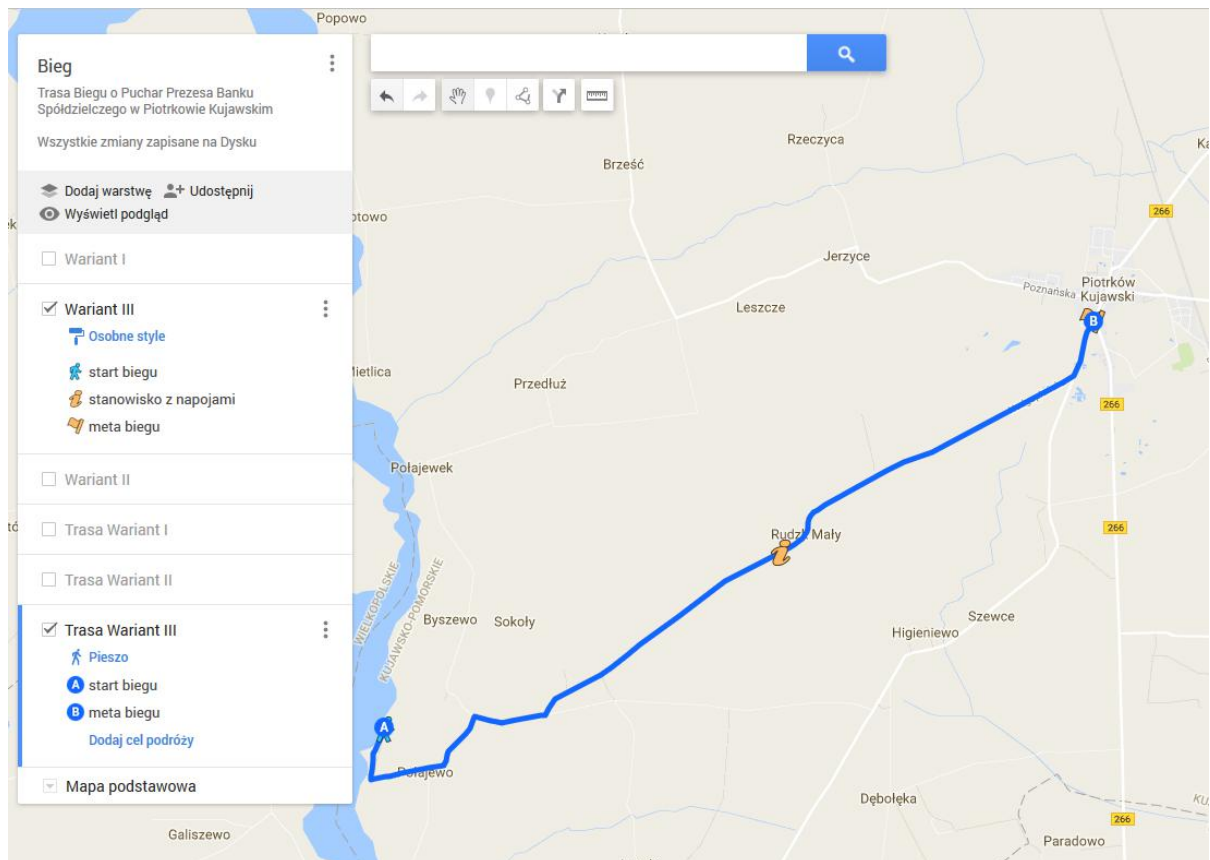 Popowo
Bieg
Trasa Biegu o Puchar Prezesa Banku
Spółdzielczego w Piotrkowie Kujawskim
Wszystkie zmiany zapisane na Dysku
Dodaj warstwę Udostępnij
Wyświetl podgląd
Wariant I
Wariant III
Osobne style
start biegu
stanowisko z napojami
meta biegu
Wariant II
Trasa Wariant I
Trasa Wariant II
Trasa Wariant III
Pieszo
A start biegu
B meta biegu
Dodaj cel podróży
Mapa podstawowa
Rzeczyca
Brześć
266
Jerzyce
Piotrków
Kujawski
Poznańska
Leszcze
B
Przedłuż
266
Połajewek
266
Rudzk Mały
WIELKOPOLSKIE
KUJAWSKO-POMORSKIE
Byszewo
Sokoły
Szewce
Higieniewo
A
Połajewo
Dębołęka
266
Galiszewo
Paradowo